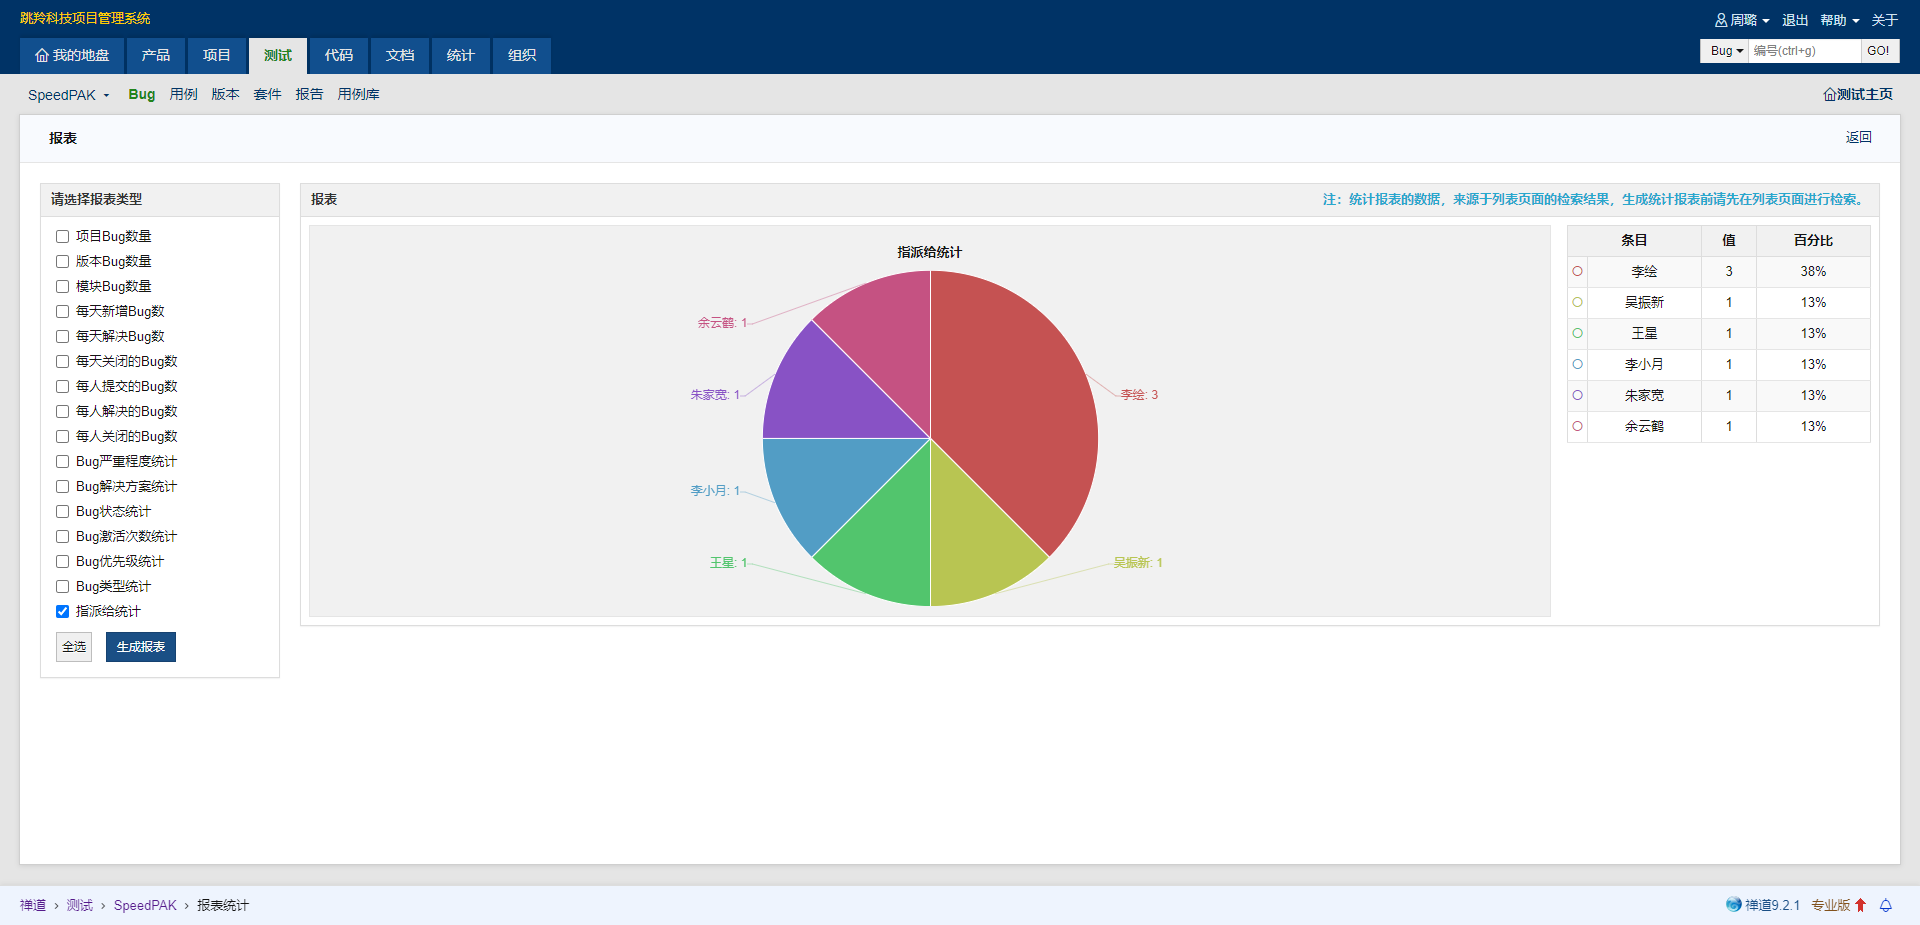 跳羚科技项目管理系统
周璐 退出 帮助 关于
我的地盘 产品 项目 测试 代码 文档 统计 组织
Bug 编号(ctrl+g) GO!
SpeedPAK Bug 用例 版本 套件 报告 用例库
测试主页
报表
返回
请选择报表类型
项目Bug数量
版本Bug数量
模块Bug数量
每天新增Bug数
每天解决Bug数
每天关闭的Bug数
每人提交的Bug数
每人解决的Bug数
每人关闭的Bug数
Bug严重程度统计
Bug解决方案统计
Bug状态统计
Bug激活次数统计
Bug优先级统计
Bug类型统计
指派给统计
全选 生成报表
报表
注：统计报表的数据，来源于列表页面的检索结果，生成统计报表前请先在列表页面进行检索。
指派给统计
余云鹤: 1
朱家宽: 1
李绘: 3
李小月: 1
王星: 1
吴振新: 1
条目 值 百分比
李绘 3 38%
吴振新 1 13%
王星 1 13%
李小月 1 13%
朱家宽 1 13%
余云鹤 1 13%
禅道 › 测试 › SpeedPAK › 报表统计
禅道9.2.1 专业版